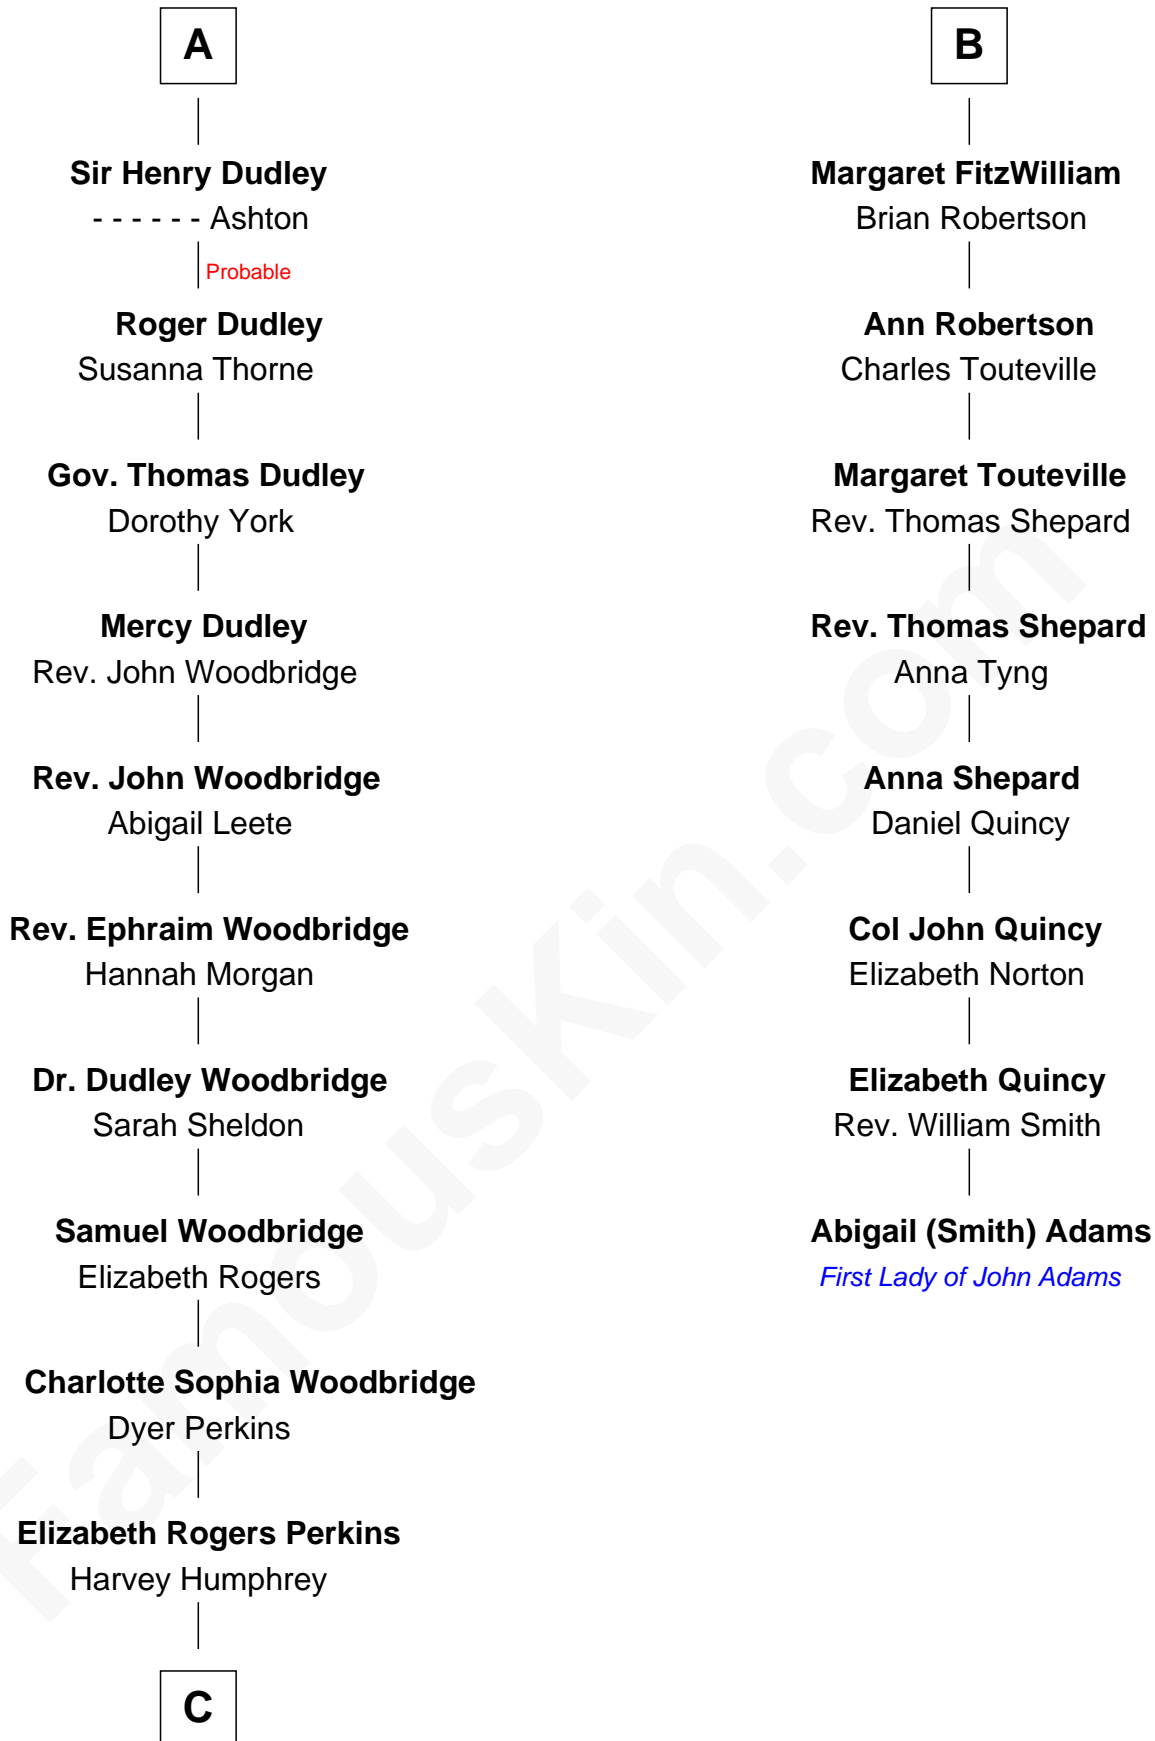 A
Sir Henry Dudley
- - - - - - Ashton
Probable
Roger Dudley
Susanna Thorne
Gov. Thomas Dudley
Dorothy York
Mercy Dudley
Rev. John Woodbridge
Rev. John Woodbridge
Abigail Leete
Rev. Ephraim Woodbridge
Hannah Morgan
Dr. Dudley Woodbridge
Sarah Sheldon
Samuel Woodbridge
Elizabeth Rogers
Charlotte Sophia Woodbridge
Dyer Perkins
Elizabeth Rogers Perkins
Harvey Humphrey
C
B
Margaret FitzWilliam
Brian Robertson
Ann Robertson
Charles Touteville
Margaret Touteville
Rev. Thomas Shepard
Rev. Thomas Shepard
Anna Tyng
Anna Shepard
Daniel Quincy
Col John Quincy
Elizabeth Norton
Elizabeth Quincy
Rev. William Smith
Abigail (Smith) Adams
First Lady of John Adams
FamousKin.com